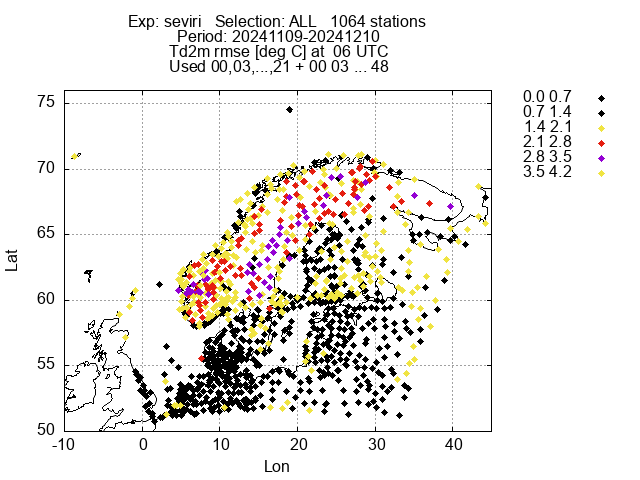 Exp: seviri   Selection: ALL   1064 stations
Period: 20241109-20241210
Td2m rmse [deg C] at  06 UTC
Used 00,03,...,21 + 00 03 ... 48
0.0 0.7
0.7 1.4
1.4 2.1
2.1 2.8
2.8 3.5
3.5 4.2
75
70
65
60
55
50
Lat
-10 0 10 20 30 40
Lon